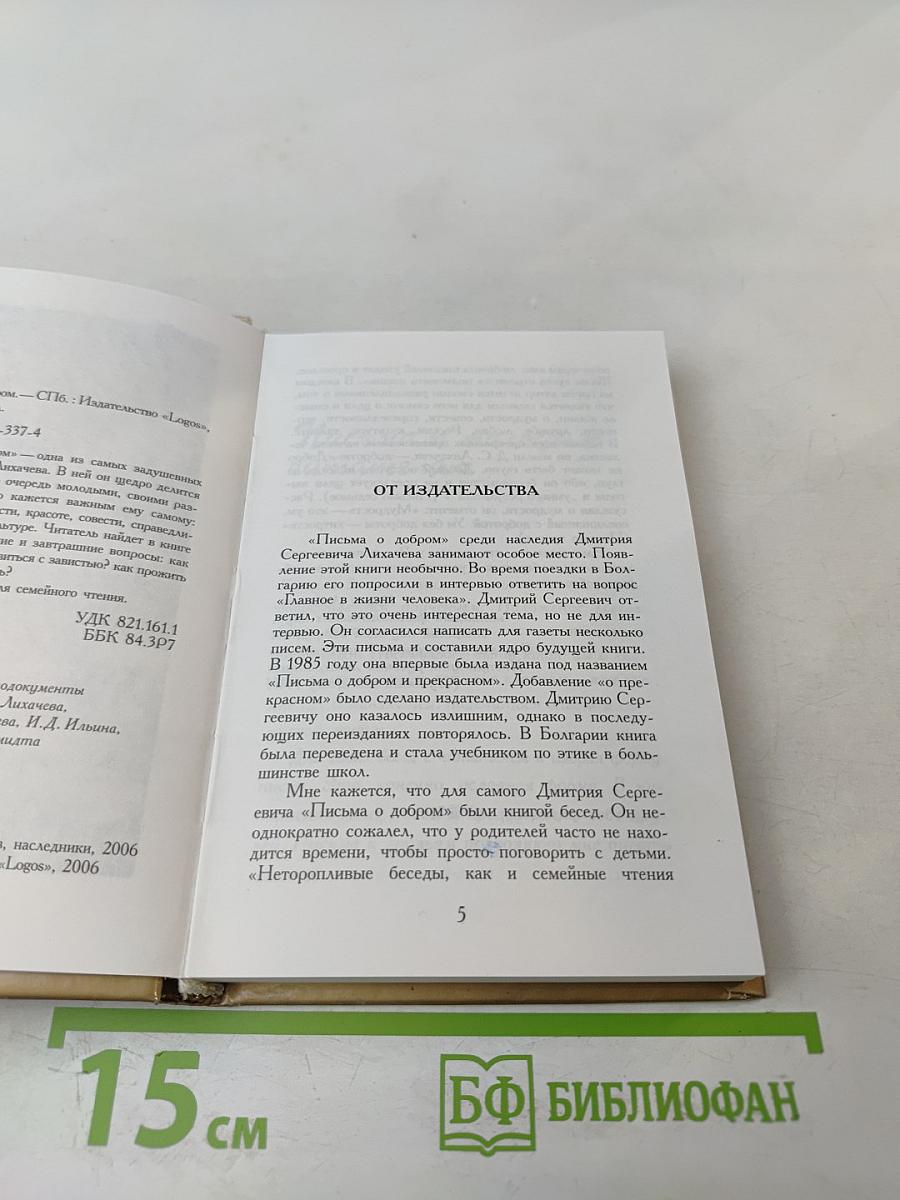 ром.— СПб. : Издательство «Logos»,
-337-4
ом» — одна из самых задушевных
Лихачева. В ней он щедро делится
очередь молодыми, своими раз-
о кажется важным ему самому:
сти, красоте, совести, справедли-
льтуре. Читатель найдет в книге
ние и завтрашние вопросы: как
виться с завистью? как прожить
ь?
ля семейного чтения.
УДК 821.161.1
ББК 84.3Р7
одокументы
Лихачева,
ева, И.Д. Ильина,
мидта
в, наследники, 2006
«Logos», 2006
ОТ ИЗДАТЕЛЬСТВА
«Письма о добром» среди наследия Дмитрия
Сергеевича Лихачева занимают особое место. Появ-
ление этой книги необычно. Во время поездки в Бол-
гарию его попросили в интервью ответить на вопрос
«Главное в жизни человека». Дмитрий Сергеевич от-
ветил, что это очень интересная тема, но не для ин-
тервью. Он согласился написать для газеты несколько
писем. Эти письма и составили ядро будущей книги.
В 1985 году она впервые была издана под названием
«Письма о добром и прекрасном». Добавление «о пре-
красном» было сделано издательством. Дмитрию Сер-
геевичу оно казалось излишним, однако в последу-
ющих переизданиях повторялось. В Болгарии книга
была переведена и стала учебником по этике в боль-
шинстве школ.
Мне кажется, что для самого Дмитрия Серге-
евича «Письма о добром» были книгой бесед. Он не-
однократно сожалел, что у родителей часто не нахо-
дится времени, чтобы просто поговорить с детьми.
«Неторопливые беседы, как и семейные чтения
5
15 см
БФ БИБЛИОФАН